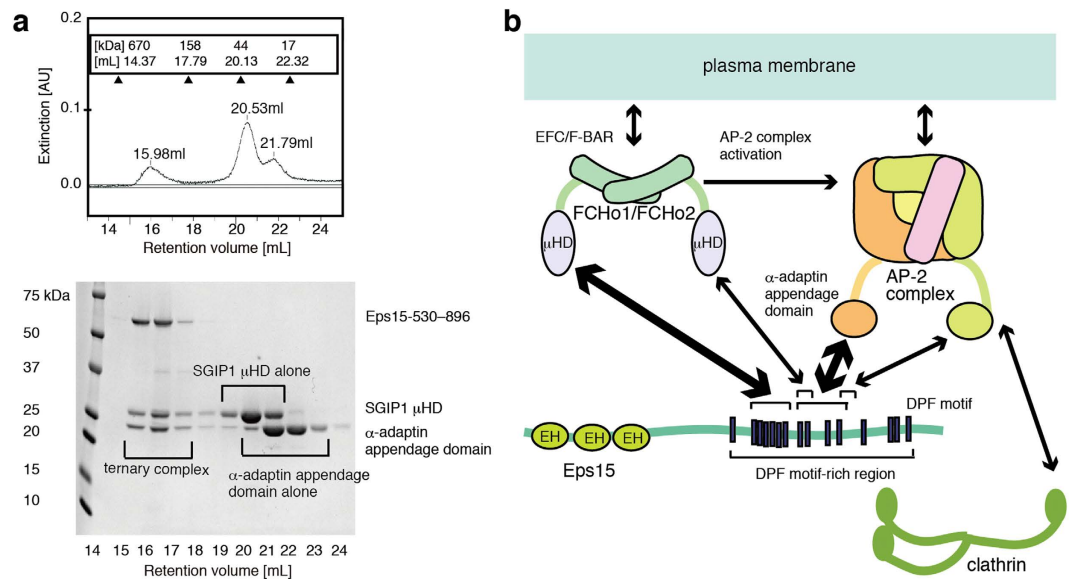 a
0.2
[kDa] 670 158 44 17
[mL] 14.37 17.79 20.13 22.32
Extinction [AU]
0.1
20.53ml
21.79ml
15.98ml
0.0
14 16 18 20 22 24
Retention volume [mL]
75 kDa
Eps15-530–896
50
37
SGIP1 μHD alone
25
SGIP1 μHD
20
α-adaptin
appendage domain
ternary complex
15
α-adaptin appendage
domain alone
10
14 15 16 17 18 19 20 21 22 23 24
Retention volume [mL]
b
plasma membrane
EFC/F-BAR
AP-2 complex
activation
FCHo1/FCHo2
μHD
μHD
α-adaptin
appendage
domain
AP-2
complex
DPF motif
EH EH EH
Eps15
DPF motif-rich region
clathrin